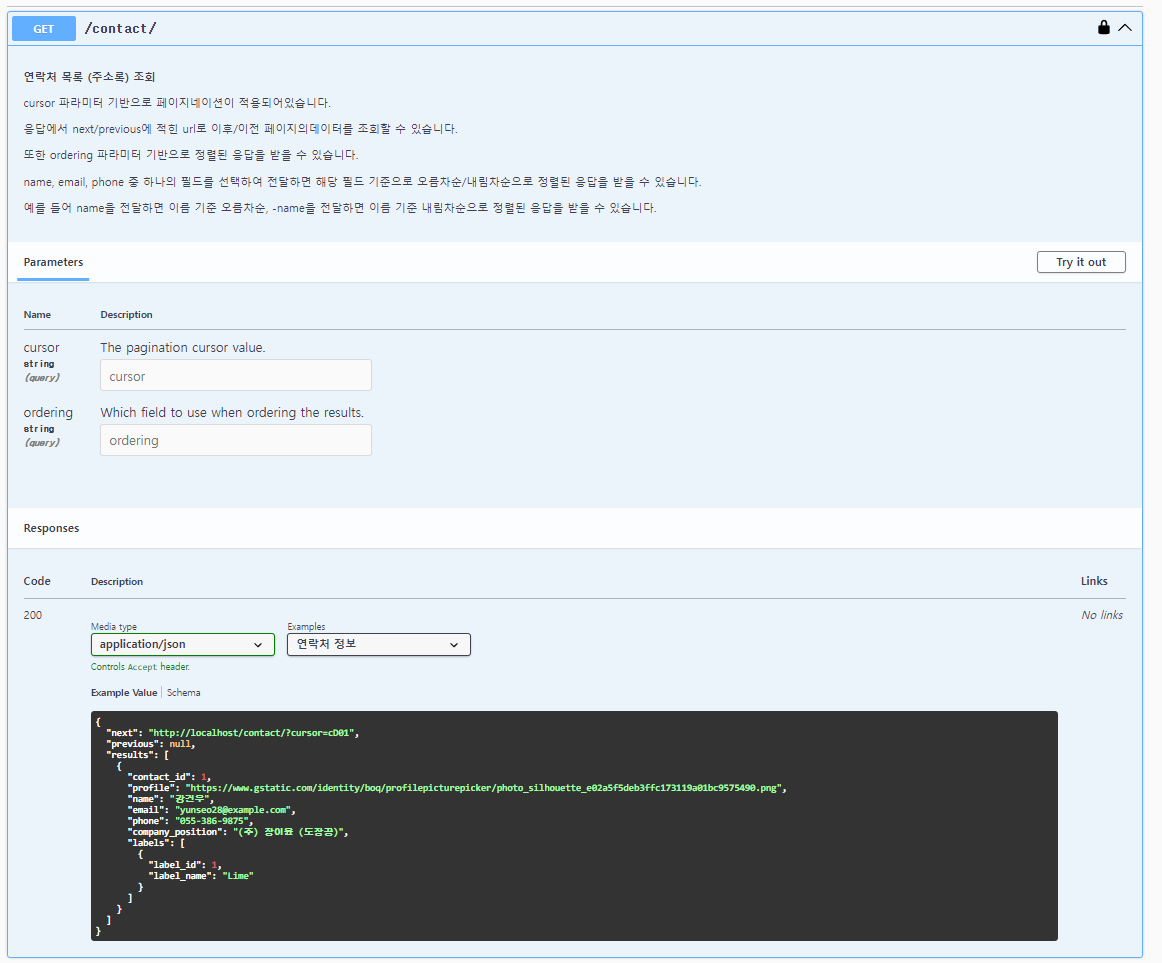 GET /contact/
연락처 목록 (주소록) 조회
cursor 파라미터 기반으로 페이지네이션이 적용되어있습니다.
응답에서 next/previous에 적힌 url로 이후/이전 페이지의데이터를 조회할 수 있습니다.
또한 ordering 파라미터 기반으로 정렬된 응답을 받을 수 있습니다.
name, email, phone 중 하나의 필드를 선택하여 전달하면 해당 필드 기준으로 오름차순/내림차순으로 정렬된 응답을 받을 수 있습니다.
예를 들어 name을 전달하면 이름 기준 오름차순, -name을 전달하면 이름 기준 내림차순으로 정렬된 응답을 받을 수 있습니다.
Parameters Try it out
Name Description
cursor The pagination cursor value.
string
(query) cursor
ordering Which field to use when ordering the results.
string
(query) ordering
Responses
Code Description Links
200 No links
Media type Examples
application/json 연락처 정보
Controls Accept header.
Example Value Schema
{
"next": "http://localhost/contact/?cursor=cD01",
"previous": null,
"results": [
{
"contact_id": 1,
"profile": "https://www.gstatic.com/identity/boq/profilepicturepicker/photo_silhouette_e02a5f5deb3ffc173119a01bc9575490.png",
"name": "강건우",
"email": "yunseo28@example.com",
"phone": "055-386-9875",
"company_position": "(주) 장이윤 (도장공)",
"labels": [
{
"label_id": 1,
"label_name": "Lime"
}
]
}
]
}